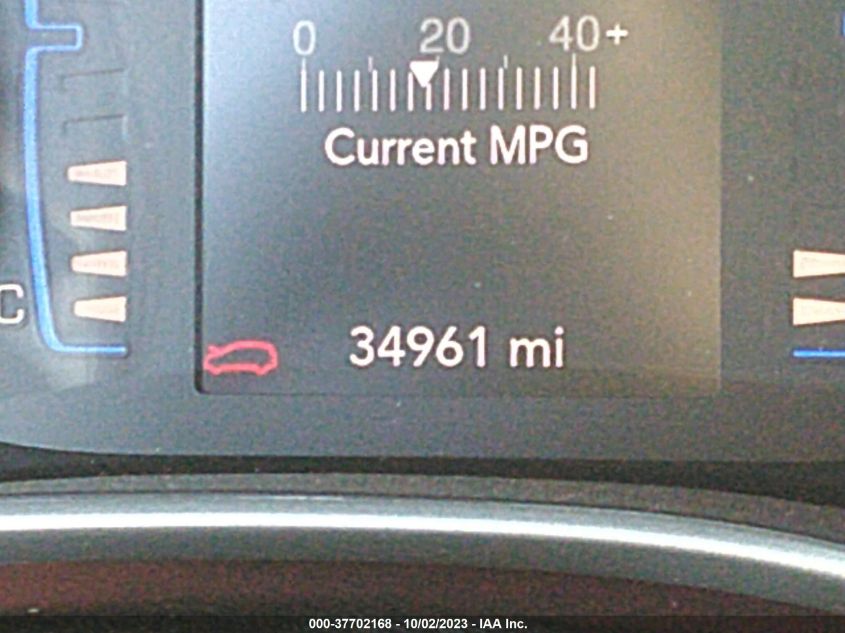 0 20 40+
Current MPG
C
34961 mi
000-37702168 - 10/02/2023 - IAA Inc.